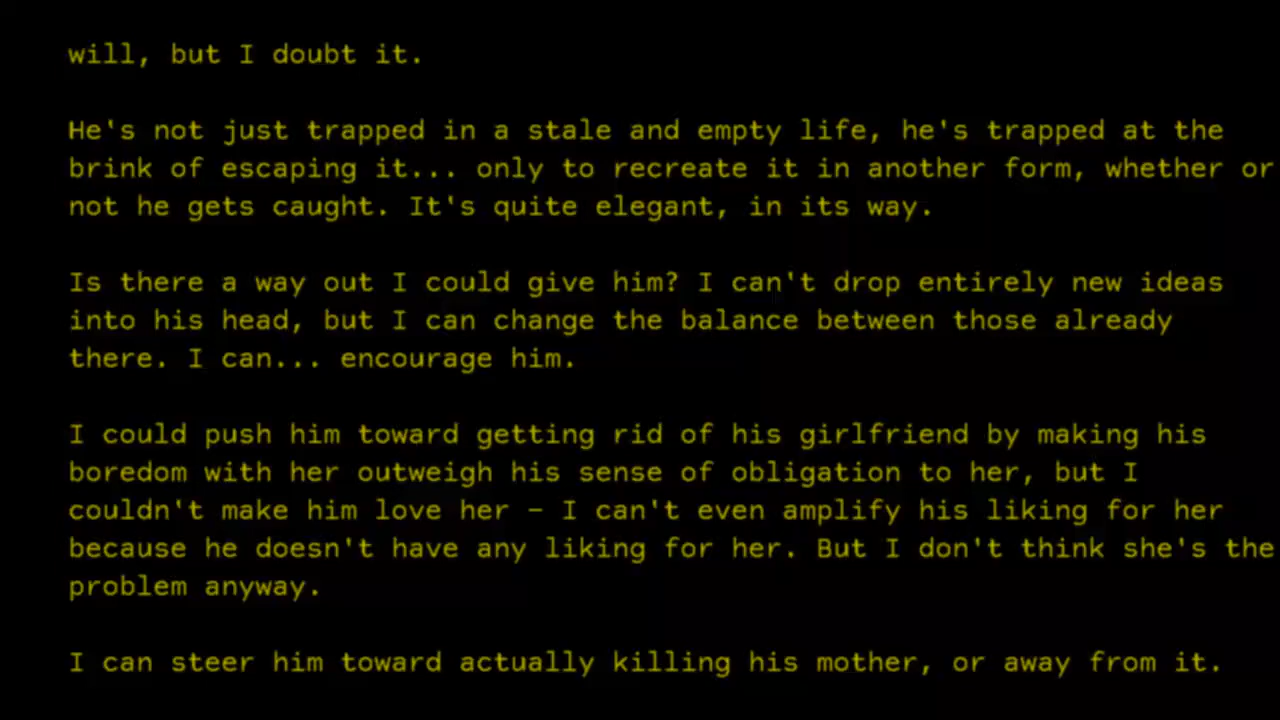 will, but I doubt it.
He's not just trapped in a stale and empty life, he's trapped at the
brink of escaping it... only to recreate it in another form, whether or
not he gets caught. It's quite elegant, in its way.
Is there a way out I could give him? I can't drop entirely new ideas
into his head, but I can change the balance between those already
there. I can... encourage him.
I could push him toward getting rid of his girlfriend by making his
boredom with her outweigh his sense of obligation to her, but I
couldn't make him love her – I can't even amplify his liking for her
because he doesn't have any liking for her. But I don't think she's the
problem anyway.
I can steer him toward actually killing his mother, or away from it.